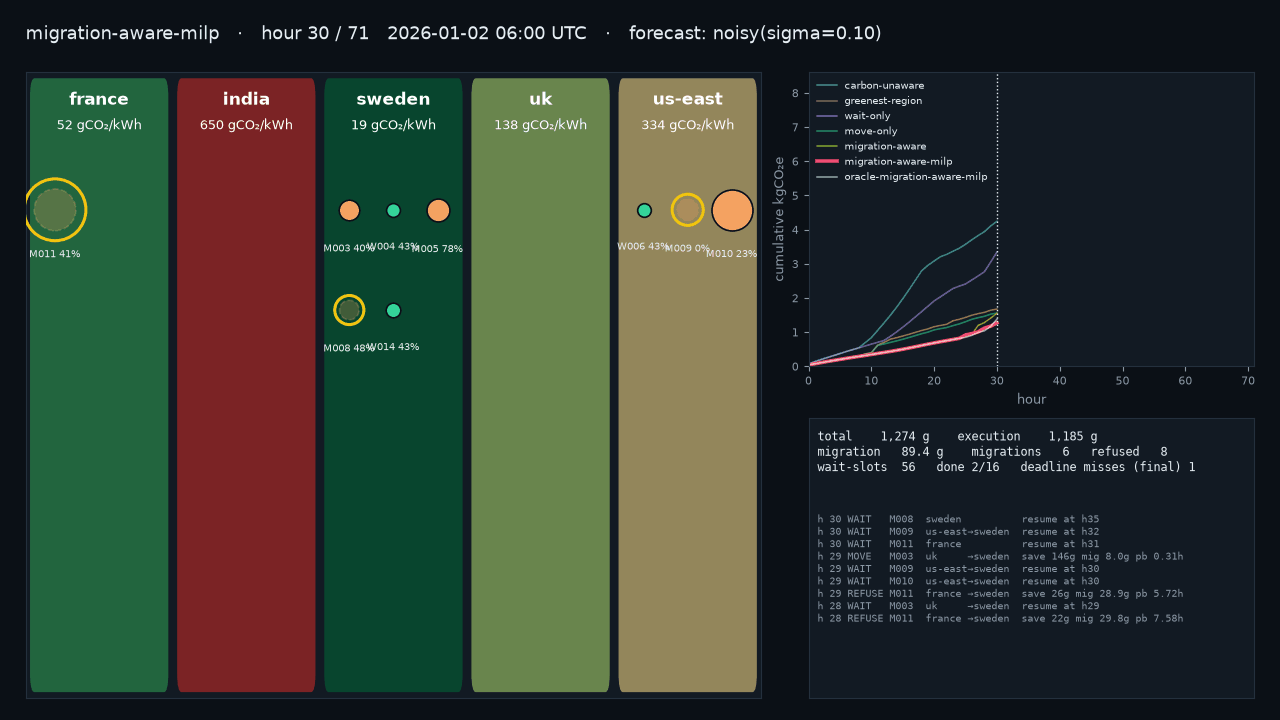 migration-aware-milp · hour 30 / 71 2026-01-02 06:00 UTC · forecast: noisy(sigma=0.10)
france india sweden uk us-east
52 gCO₂/kWh 650 gCO₂/kWh 19 gCO₂/kWh 138 gCO₂/kWh 334 gCO₂/kWh
M011 41%
M003 40% W004 43% M005 78%
M008 48% W014 43%
W006 43% M009 0% M010 23%
cumulative kgCO₂e
8
7
6
5
4
3
2
1
0
carbon-unaware
greenest-region
wait-only
move-only
migration-aware
migration-aware-milp
oracle-migration-aware-milp
0 10 20 30 40 50 60 70
hour
total 1,274 g execution 1,185 g
migration 89.4 g migrations 6 refused 8
wait-slots 56 done 2/16 deadline misses (final) 1
h 30 WAIT M008 sweden resume at h35
h 30 WAIT M009 us-east→sweden resume at h32
h 30 WAIT M011 france resume at h31
h 29 MOVE M003 uk →sweden save 146g mig 8.0g pb 0.31h
h 29 WAIT M009 us-east→sweden resume at h30
h 29 WAIT M010 us-east→sweden resume at h30
h 29 REFUSE M011 france →sweden save 26g mig 28.9g pb 5.72h
h 28 WAIT M003 uk →sweden resume at h29
h 28 REFUSE M011 france →sweden save 22g mig 29.8g pb 7.58h